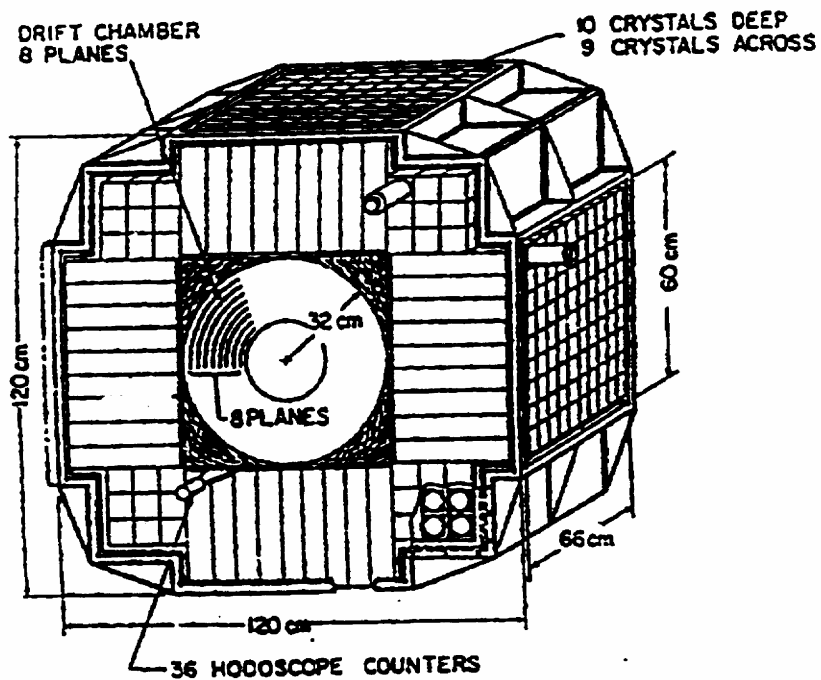 DRIFT CHAMBER
8 PLANES
10 CRYSTALS DEEP
9 CRYSTALS ACROSS
32 cm
60 cm
120 cm
8 PLANES
66 cm
120 cm
36 HODOSCOPE COUNTERS